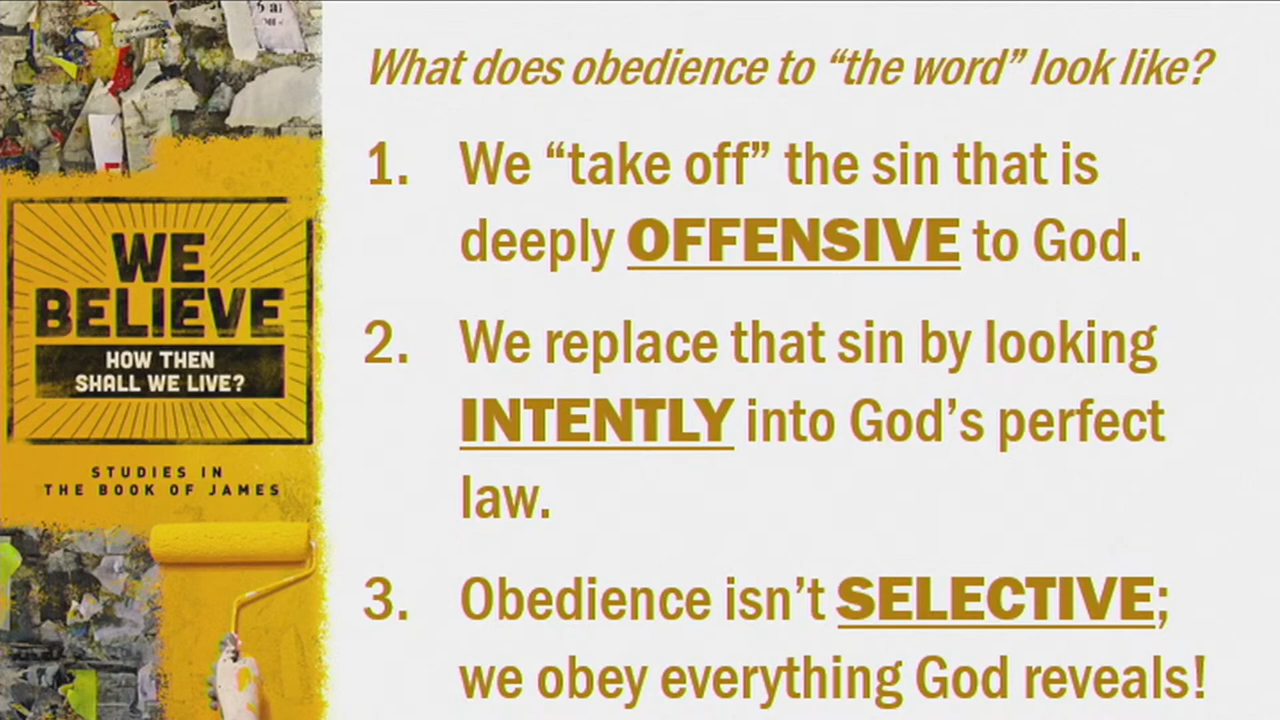 What does obedience to “the word” look like?
1. We “take off” the sin that is
deeply OFFENSIVE to God.
2. We replace that sin by looking
INTENTLY into God’s perfect
law.
3. Obedience isn’t SELECTIVE;
we obey everything God reveals!
WE
BELIEVE
HOW THEN
SHALL WE LIVE?
STUDIES IN
THE BOOK OF JAMES